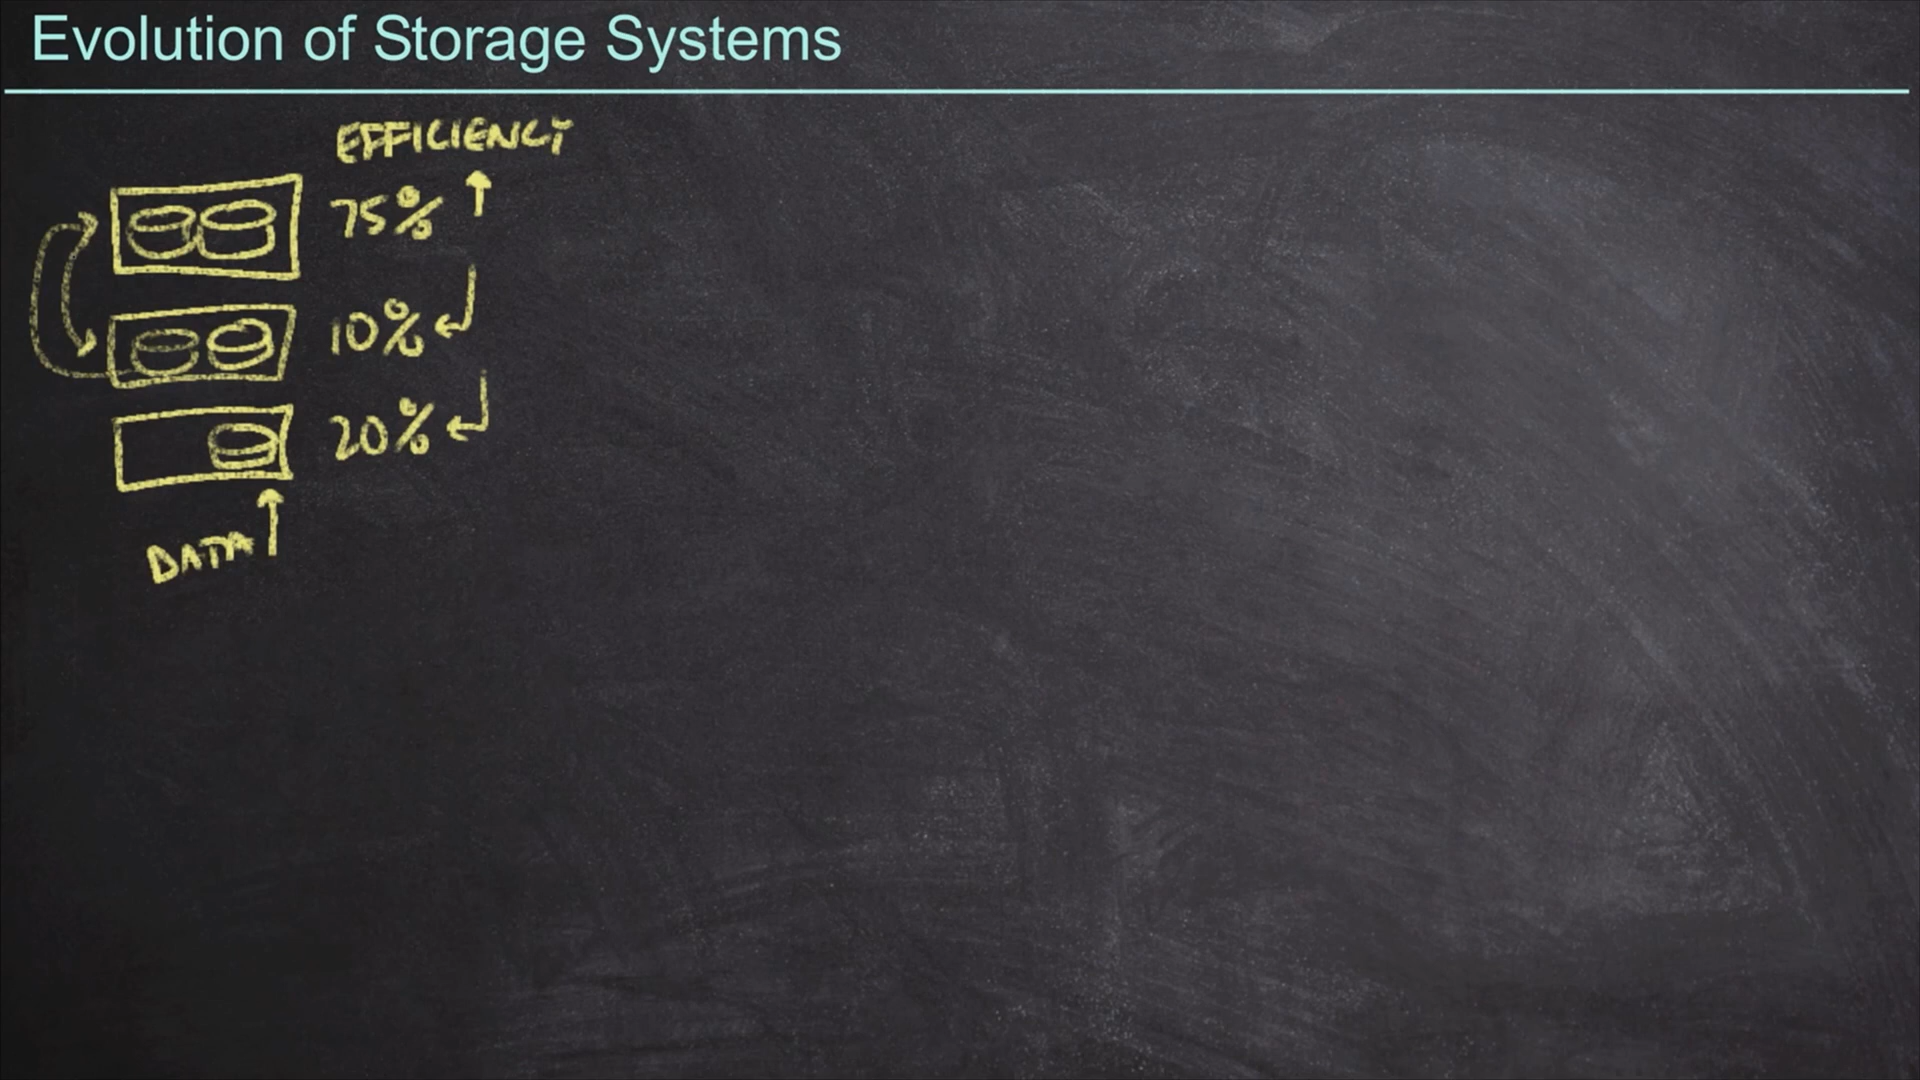 Evolution of Storage Systems
EFFICIENCY
75%
10%
20%
DATA